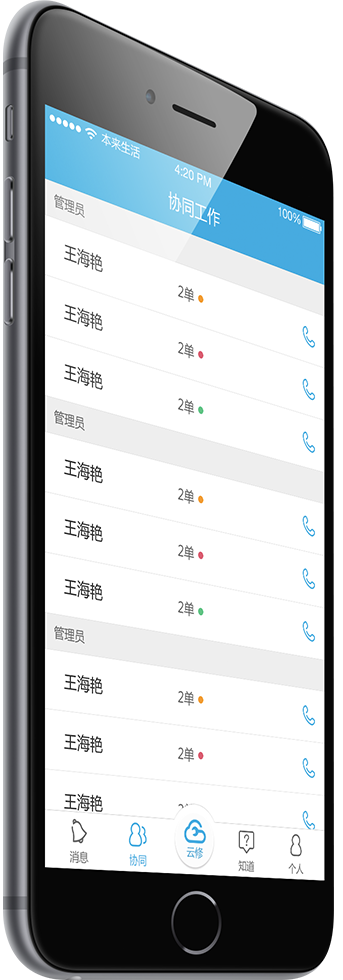 本来生活
4:20 PM
100%
协同工作
管理员
王海艳
2单
王海艳
2单
王海艳
2单
管理员
王海艳
2单
王海艳
2单
王海艳
2单
管理员
王海艳
2单
王海艳
2单
王海艳
消息
协同
云修
知道
个人